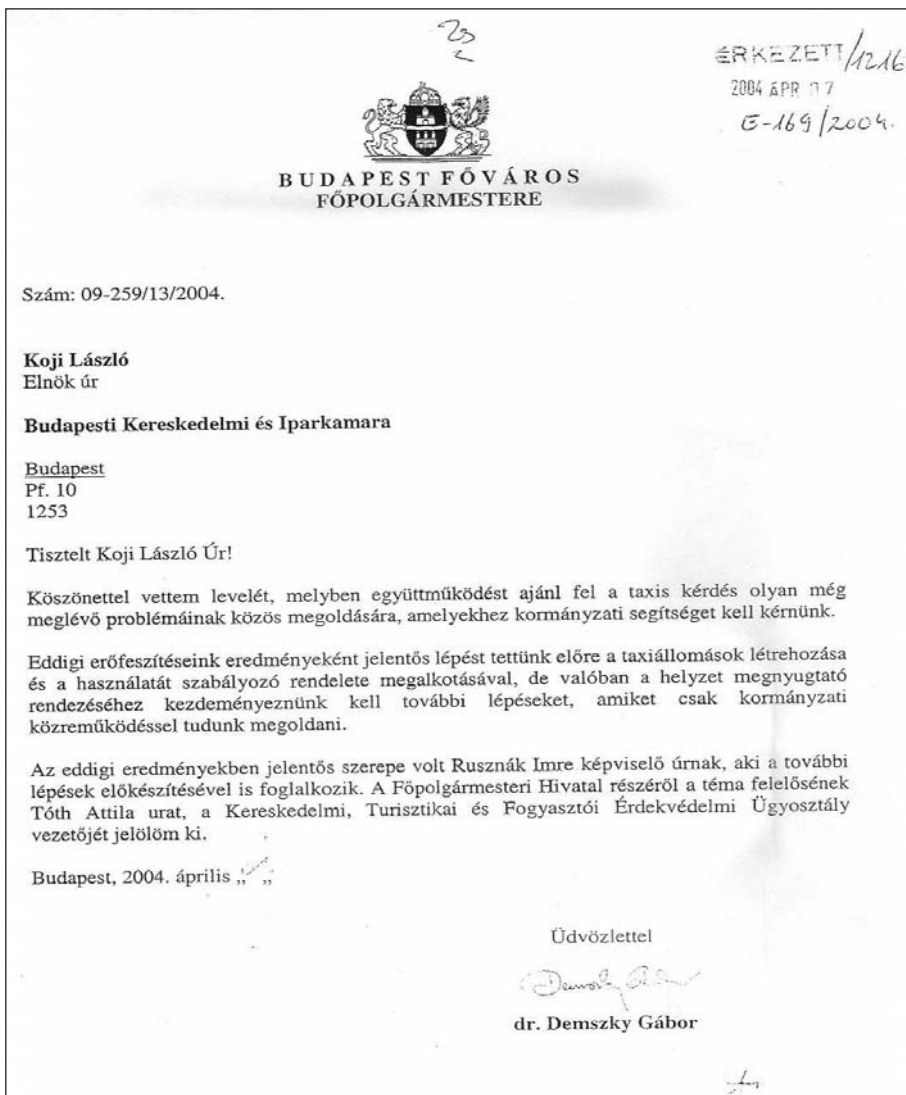 ÉRKEZETT/1216
2004 ÁPR 07
E-169/2004.
BUDAPEST FŐVÁROS
FŐPOLGÁRMESTERE
Szám: 09-259/13/2004.
Koji László
Elnök úr
Budapesti Kereskedelmi és Iparkamara
Budapest
Pf. 10
1253
Tisztelt Koji László Úr!
Köszönettel vettem levelét, melyben együttműködést ajánl fel a taxis kérdés olyan még
meglévő problémáinak közös megoldására, amelyekhez kormányzati segítséget kell kérnünk.
Eddigi erőfeszítéseink eredményeként jelentős lépést tettünk előre a taxiállomások létrehozása
és a használatát szabályozó rendelete megalkotásával, de valóban a helyzet megnyugtató
rendezéséhez kezdeményeznünk kell további lépéseket, amiket csak kormányzati
közreműködéssel tudunk megoldani.
Az eddigi eredményekben jelentős szerepe volt Rusznák Imre képviselő úrnak, aki a további
lépések előkészítésével is foglalkozik. A Főpolgármesteri Hivatal részéről a téma felelősének
Tóth Attila urat, a Kereskedelmi, Turisztikai és Fogyasztói Érdekvédelmi Ügyosztály
vezetőjét jelölöm ki.
Budapest, 2004. április „ „
Üdvözlettel
dr. Demszky Gábor